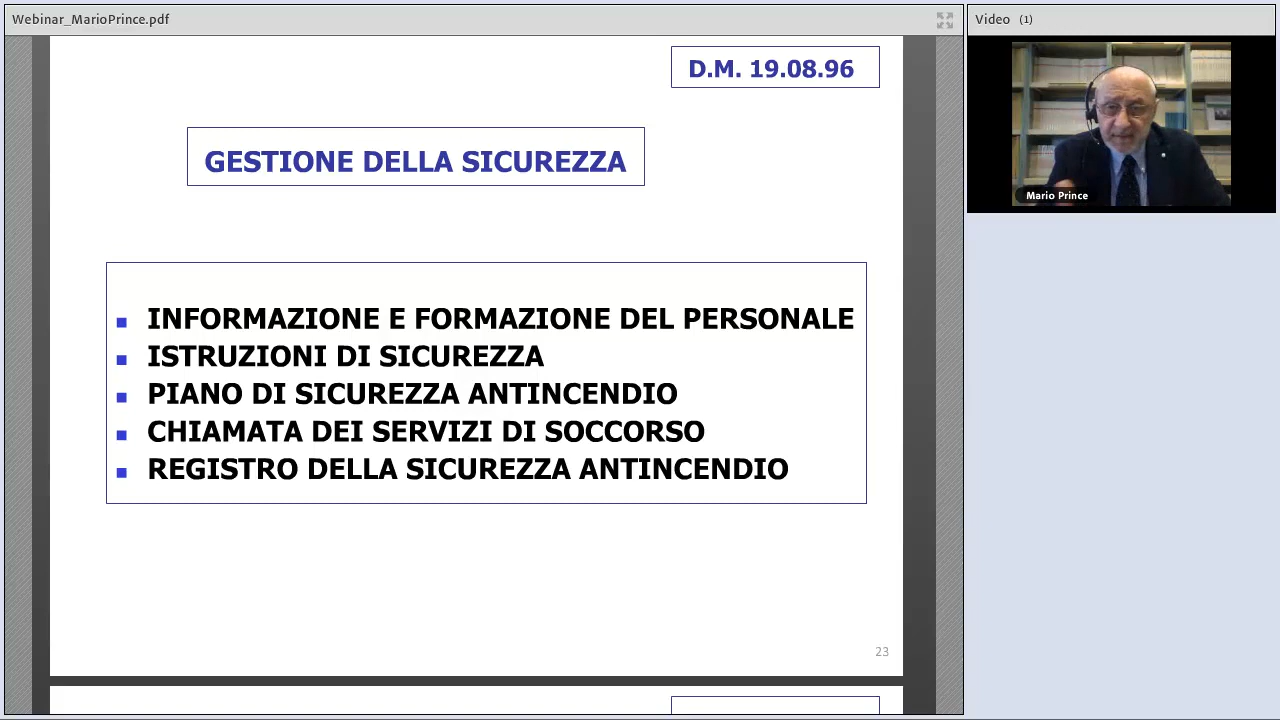 Webinar_MarioPrince.pdf
Video (1)
D.M. 19.08.96
GESTIONE DELLA SICUREZZA
INFORMAZIONE E FORMAZIONE DEL PERSONALE
ISTRUZIONI DI SICUREZZA
PIANO DI SICUREZZA ANTINCENDIO
CHIAMATA DEI SERVIZI DI SOCCORSO
REGISTRO DELLA SICUREZZA ANTINCENDIO
23
Mario Prince